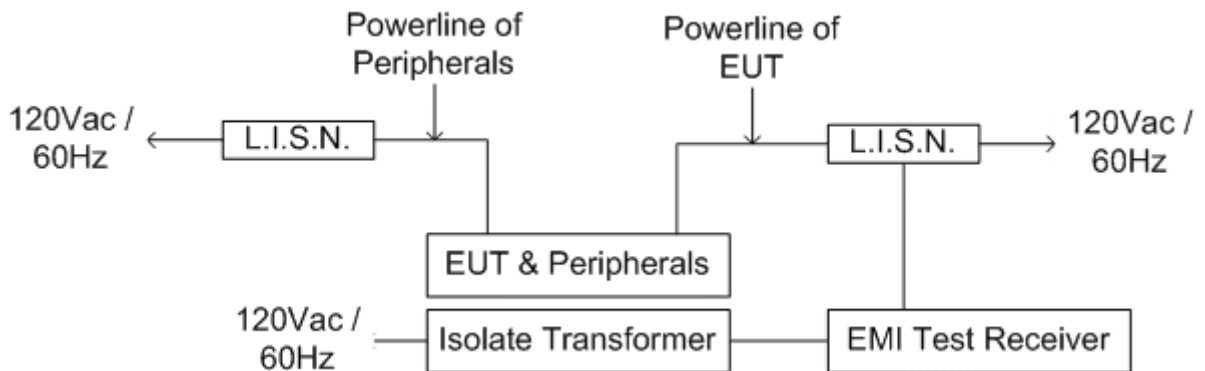 Powerline of
Peripherals
Powerline of
EUT
120Vac /
60Hz
L.I.S.N.
L.I.S.N.
120Vac /
60Hz
EUT & Peripherals
120Vac /
60Hz
Isolate Transformer
EMI Test Receiver